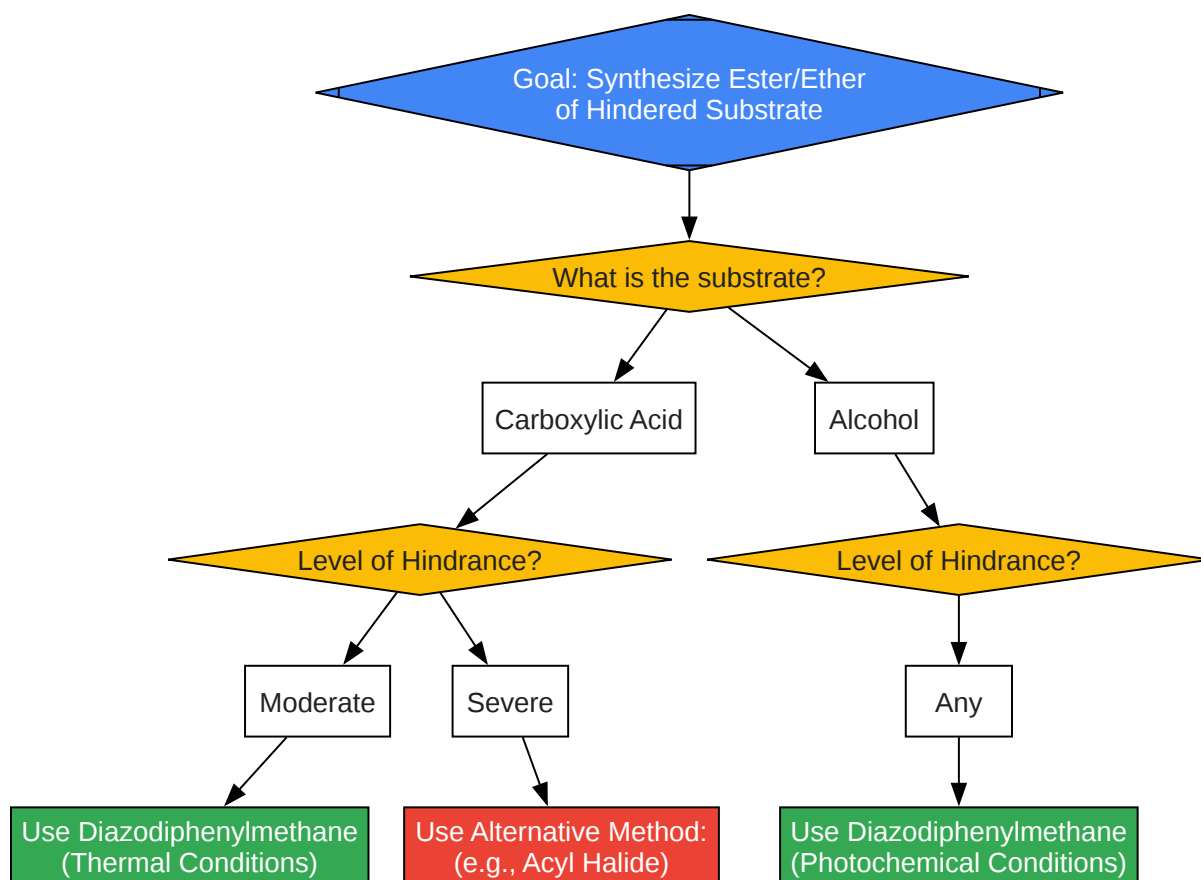 Goal: Synthesize Ester/Ether
of Hindered Substrate
What is the substrate?
Carboxylic Acid
Alcohol
Level of Hindrance?
Level of Hindrance?
Moderate
Severe
Any
Use Diazodiphenylmethane
(Thermal Conditions)
Use Alternative Method:
(e.g., Acyl Halide)
Use Diazodiphenylmethane
(Photochemical Conditions)